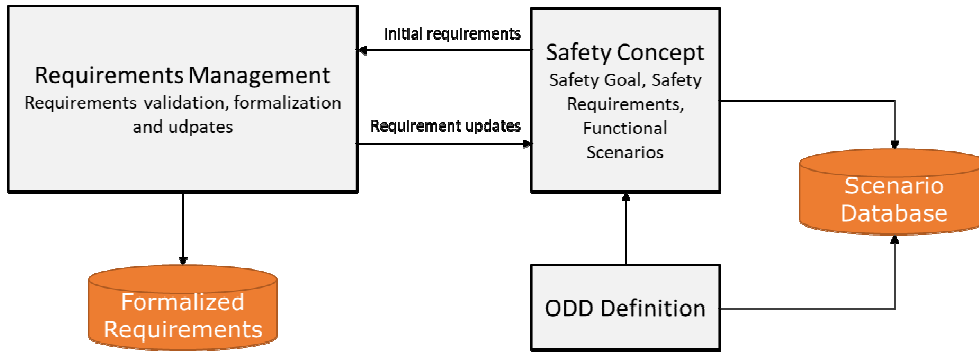 Requirements Management
Requirements validation, formalization
and udpates
Initial requirements
Requirement updates
Safety Concept
Safety Goal, Safety
Requirements,
Functional
Scenarios
Scenario
Database
Formalized
Requirements
ODD Definition